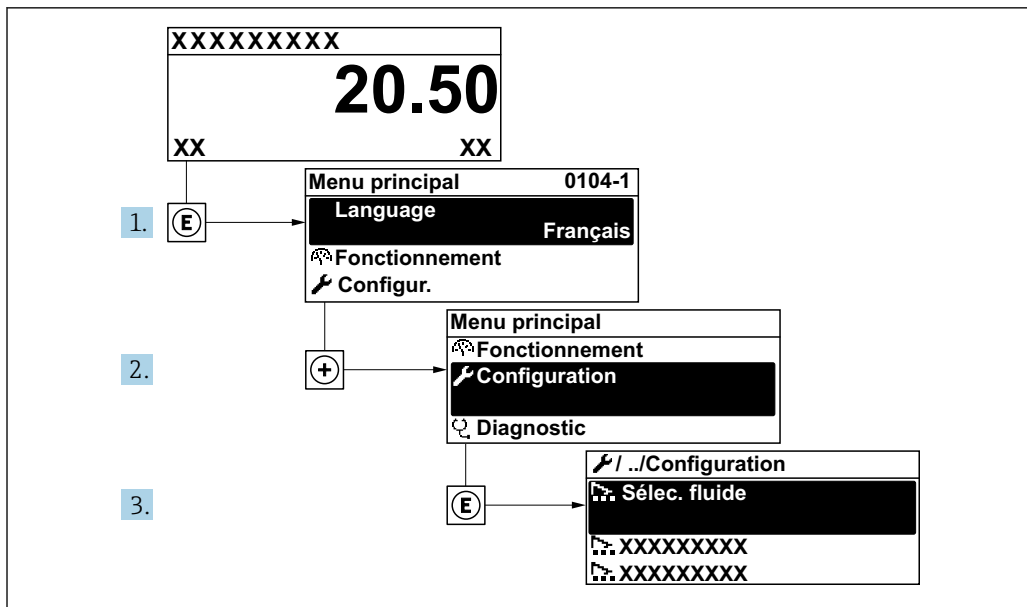 XXXXXXXXX
20.50
XX XX
1. E
Menu principal 0104-1
Language
Français
Fonctionnement
Configur.
2. +
Menu principal
Fonctionnement
Configuration
Diagnostic
3. E
/ ../Configuration
Sélec. fluide
XXXXXXXXX
XXXXXXXXX